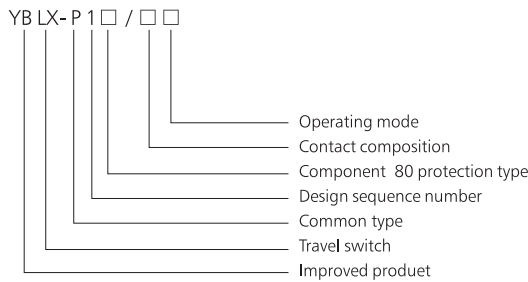 YB LX-P1□/□□
Operating mode
Contact composition
Component 80 protection type
Design sequence number
Common type
Travel switch
Improved produet